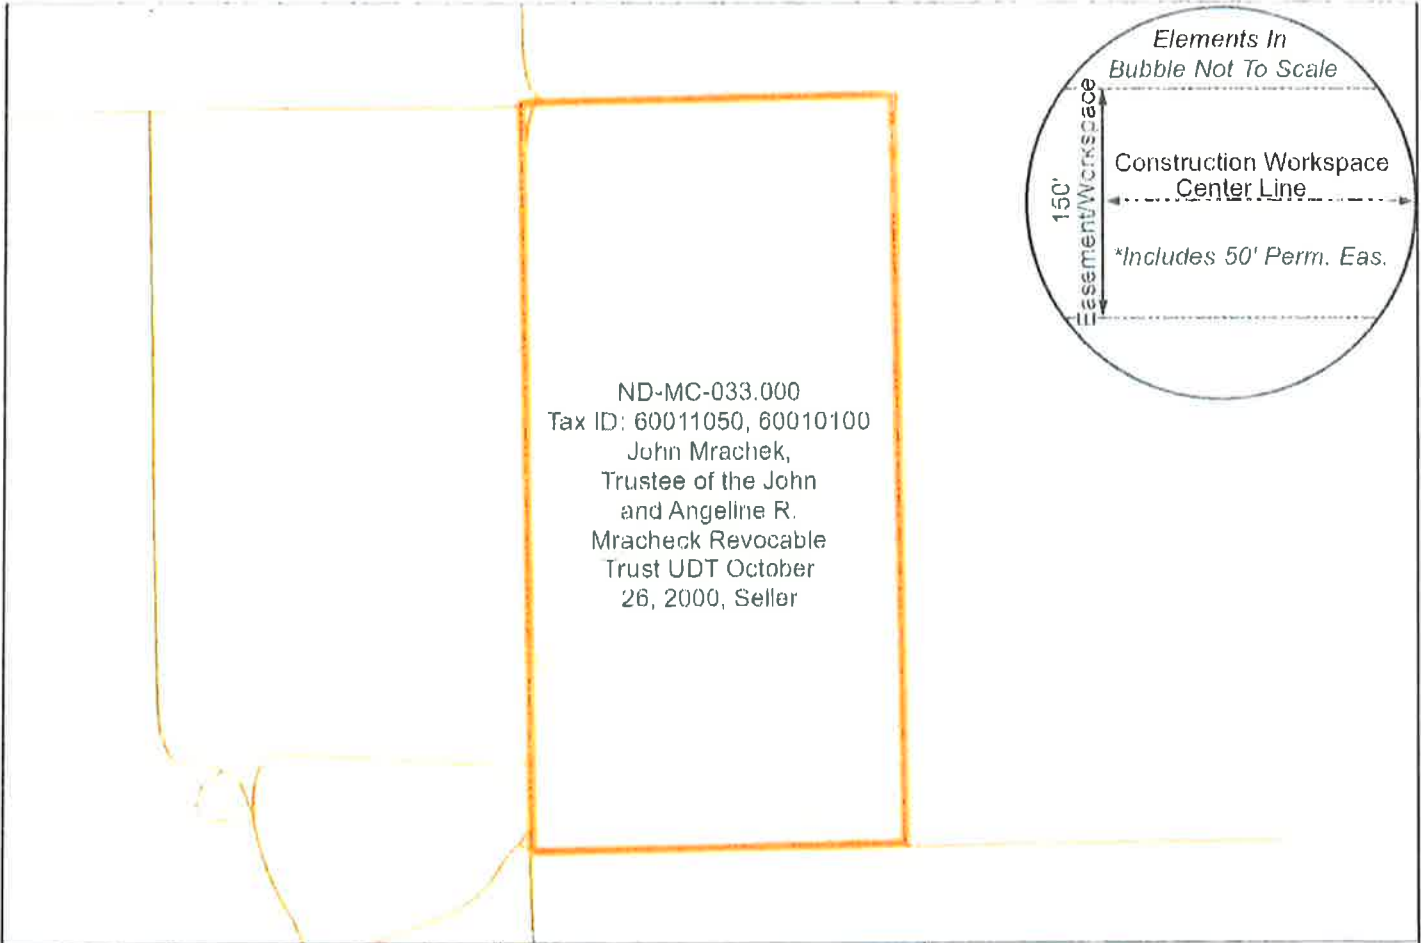 Elements In
Bubble Not To Scale
150'
Easement/Workspace
Construction Workspace
Center Line
*Includes 50' Perm. Eas.
ND-MC-033.000
Tax ID: 60011050, 60010100
John Mrachek,
Trustee of the John
and Angeline R.
Mracheck Revocable
Trust UDT October
26, 2000, Seller